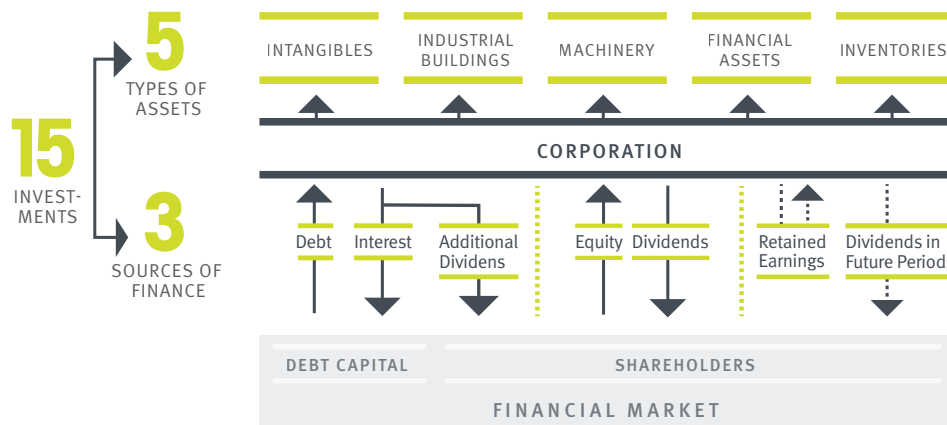 15
INVEST-
MENTS
5
TYPES OF
ASSETS
3
SOURCES OF
FINANCE
INTANGIBLES
INDUSTRIAL
BUILDINGS
MACHINERY
FINANCIAL
ASSETS
INVENTORIES
CORPORATION
Debt
Interest
Additional
Dividens
Equity
Dividends
Retained
Earnings
Dividends in
Future Period
DEBT CAPITAL
SHAREHOLDERS
FINANCIAL MARKET